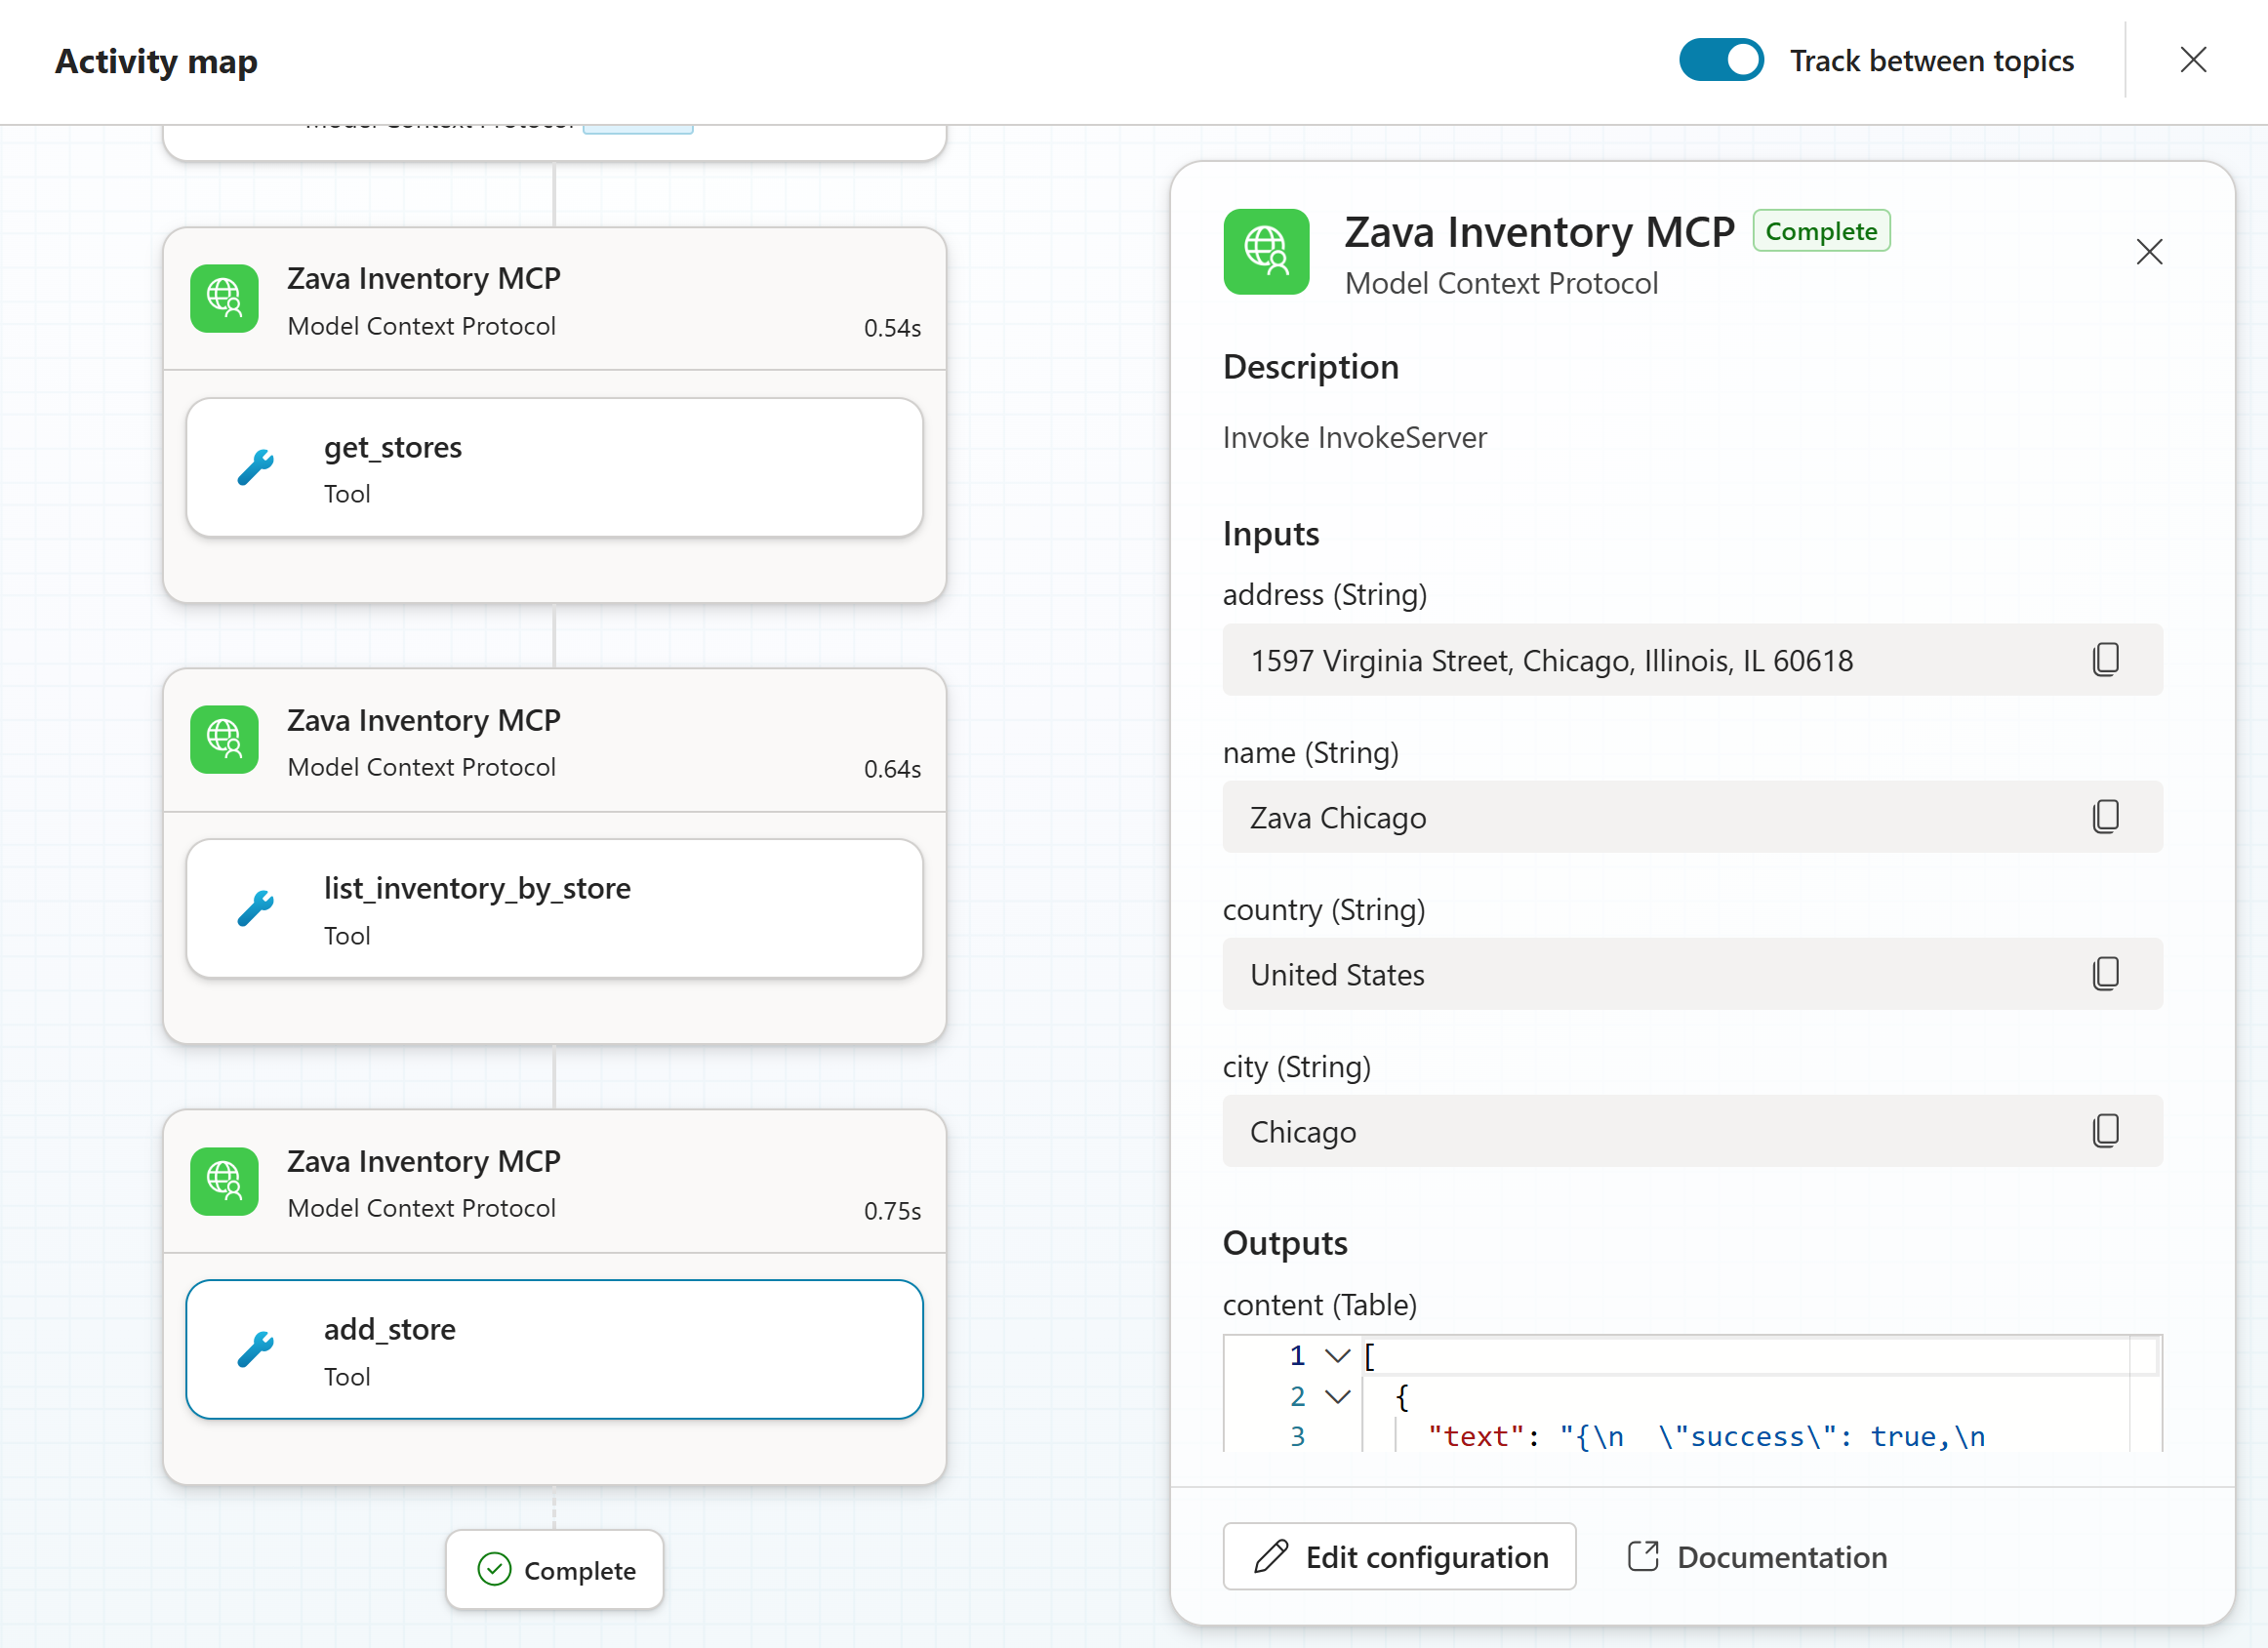 Activity map
Track between topics
Model Context Protocol
Zava Inventory MCP
Model Context Protocol
0.54s
get_stores
Tool
Zava Inventory MCP
Model Context Protocol
0.64s
list_inventory_by_store
Tool
Zava Inventory MCP
Model Context Protocol
0.75s
add_store
Tool
Complete
Zava Inventory MCP
Complete
Model Context Protocol
Description
Invoke InvokeServer
Inputs
address (String)
1597 Virginia Street, Chicago, Illinois, IL 60618
name (String)
Zava Chicago
country (String)
United States
city (String)
Chicago
Outputs
content (Table)
1 [
2 {
3 "text": "{\n  \"success\": true,\n
Edit configuration
Documentation